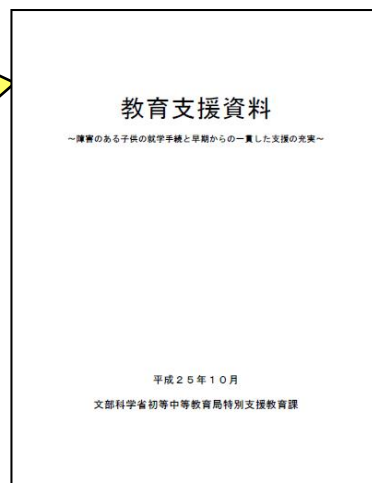 教育支援資料
～障害のある子供の就学手続と早期からの一貫した支援の充実～
平成２５年１０月
文部科学省初等中等教育局特別支援教育課